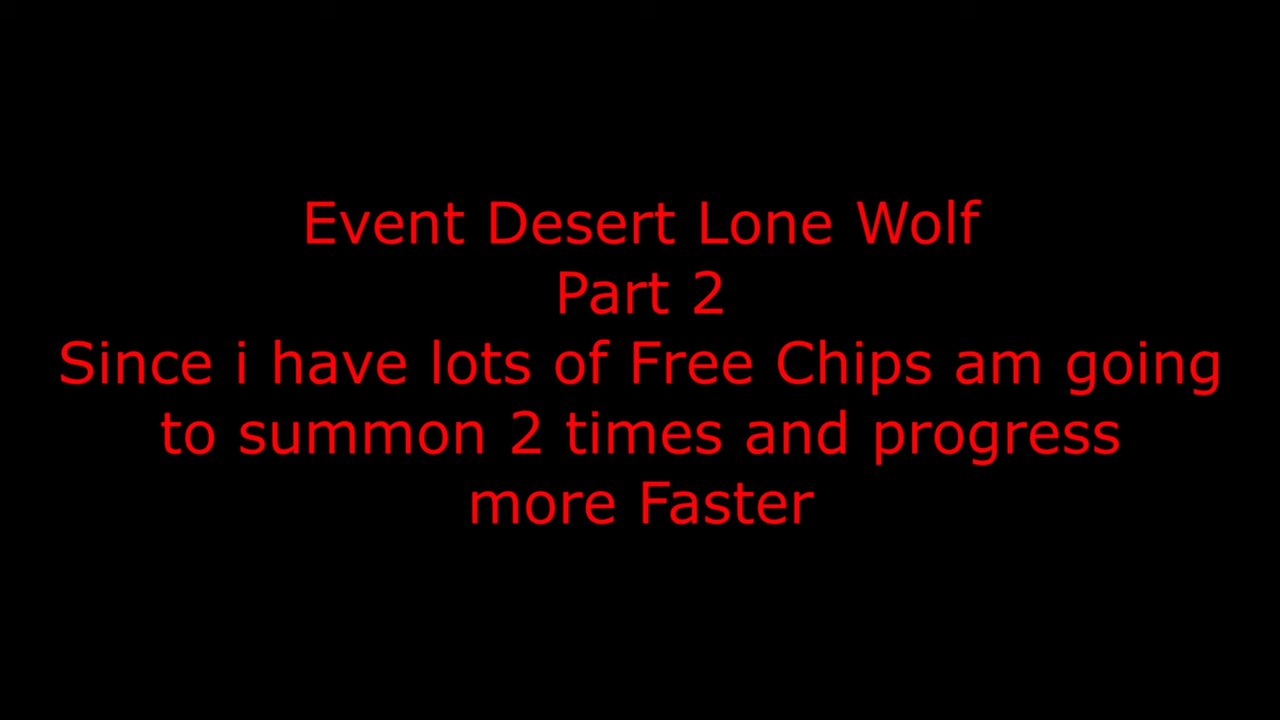 Event Desert Lone Wolf
Part 2
Since i have lots of Free Chips am going
to summon 2 times and progress
more Faster